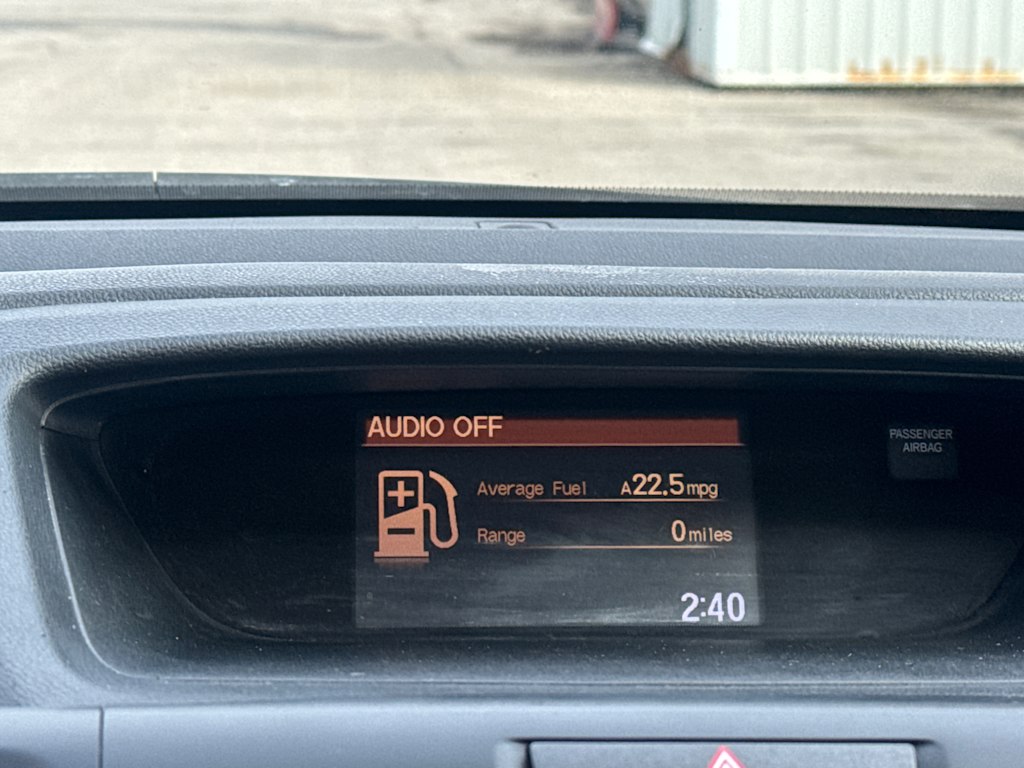 AUDIO OFF
PASSENGER
AIRBAG
Average Fuel A22.5mpg
Range 0miles
2:40